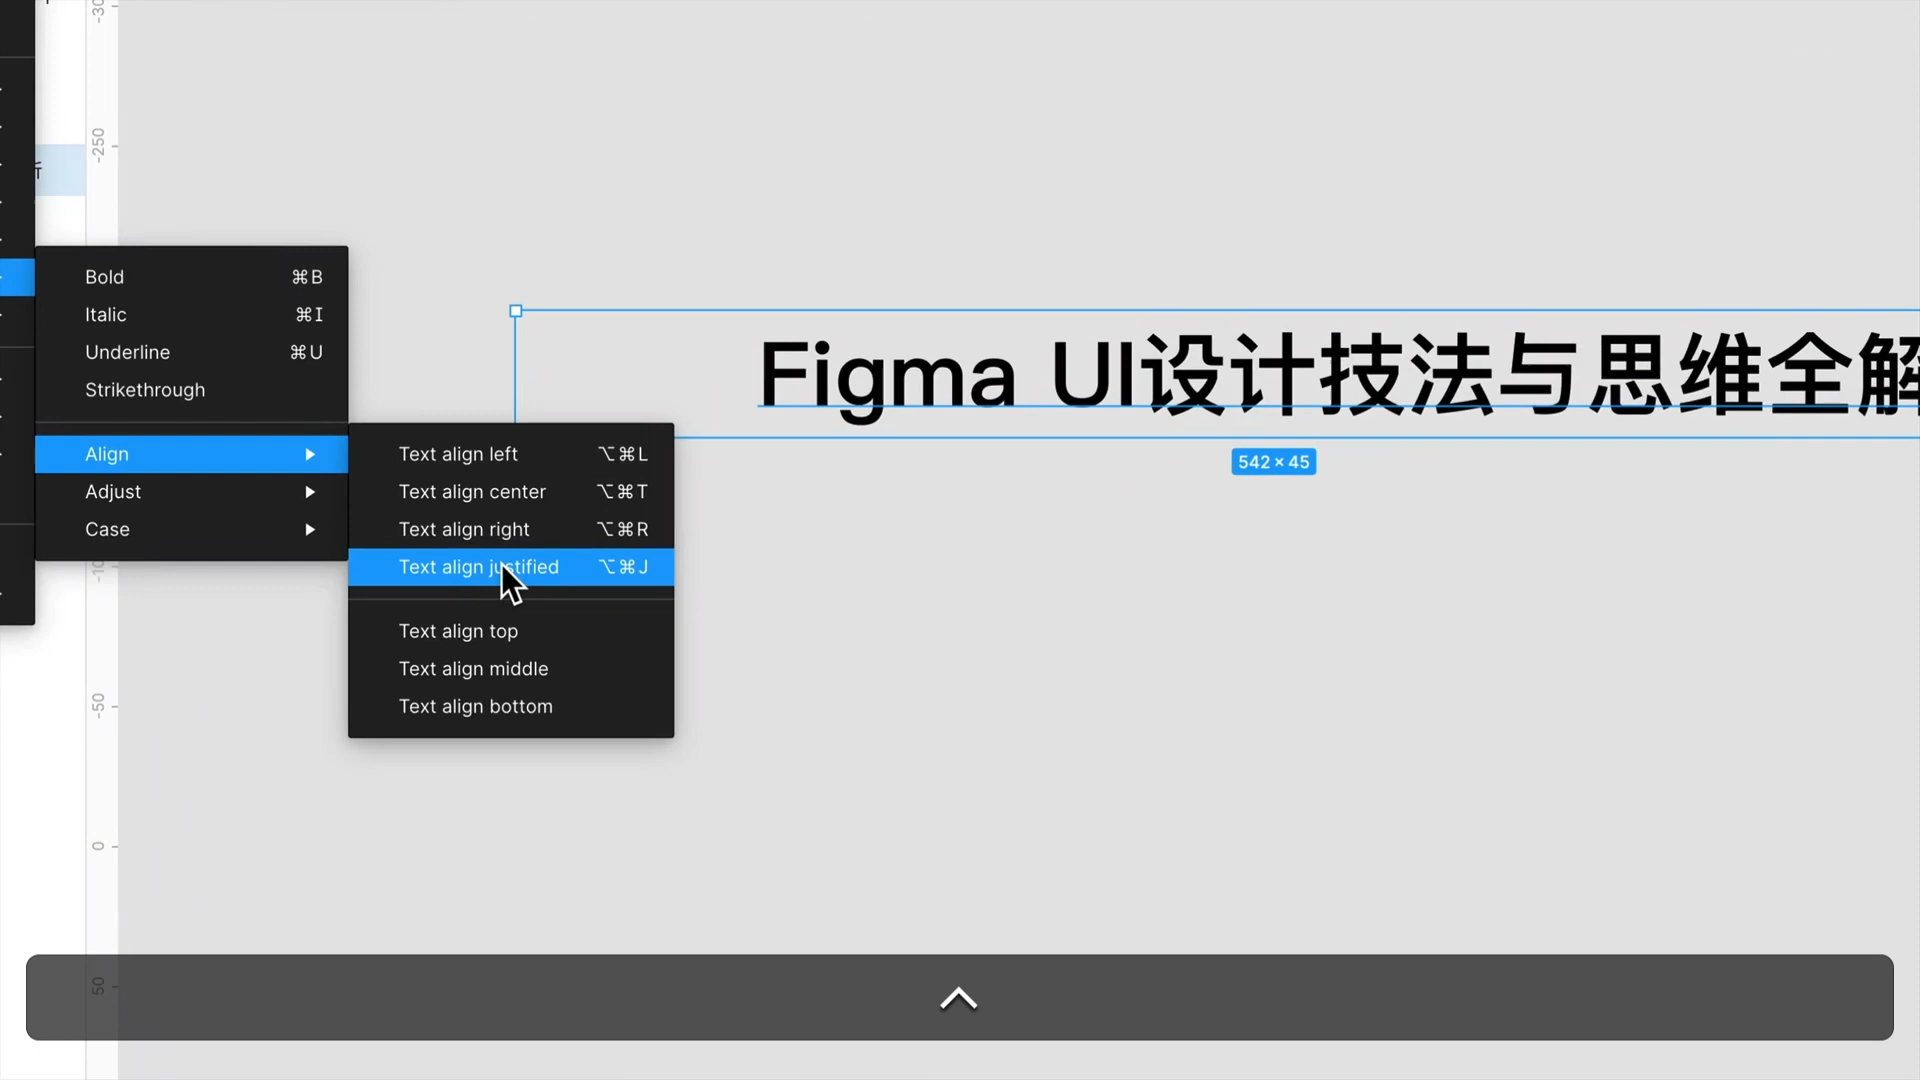 -250
Bold ⌘B
Italic ⌘I
Underline ⌘U
Strikethrough
Align
Adjust
Case
Text align left ⌥⌘L
Text align center ⌥⌘T
Text align right ⌥⌘R
Text align justified ⌥⌘J
Text align top
Text align middle
Text align bottom
Figma UI设计技法与思维全解
542 × 45
-50
0
50